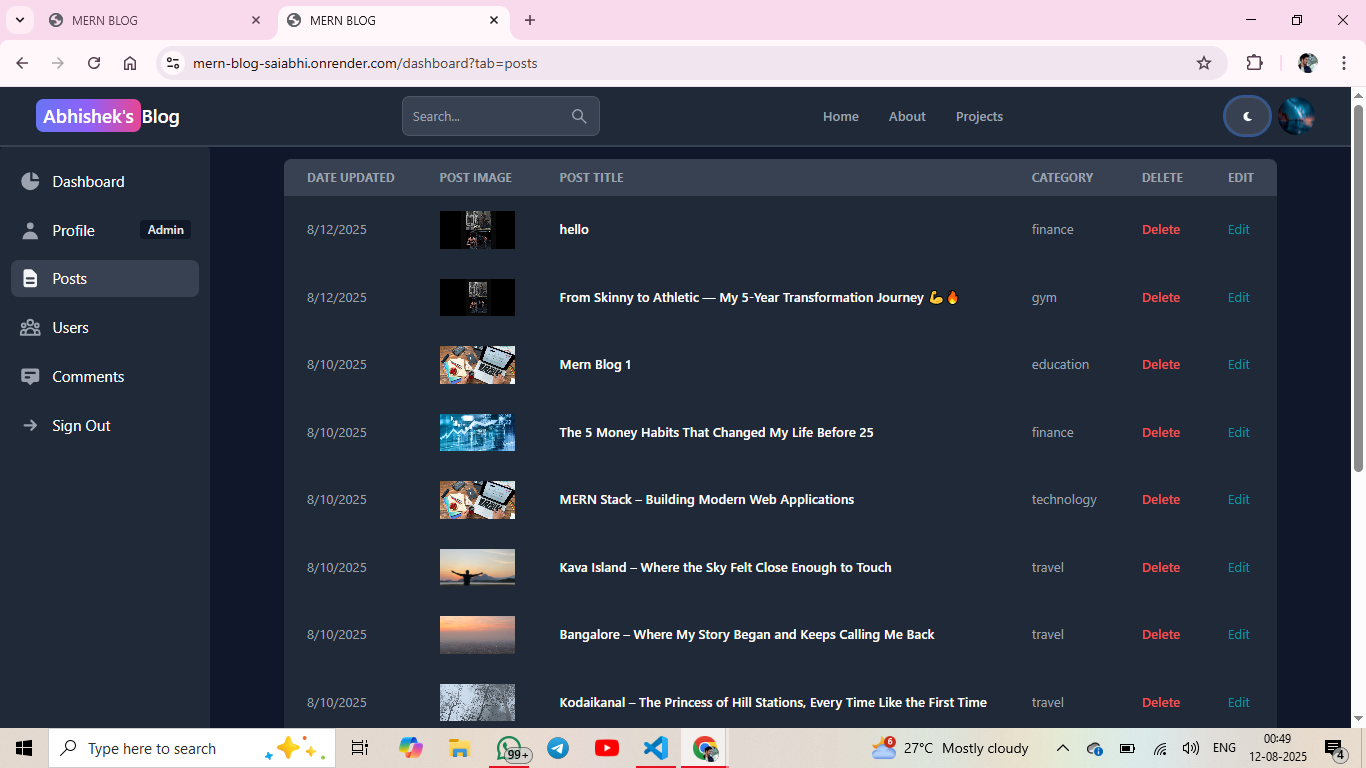 MERN BLOG
MERN BLOG
mern-blog-saiabhi.onrender.com/dashboard?tab=posts
Abhishek's Blog
Search...
Home About Projects
Dashboard
Profile Admin
Posts
Users
Comments
Sign Out
DATE UPDATED POST IMAGE POST TITLE CATEGORY DELETE EDIT
8/12/2025 hello finance Delete Edit
8/12/2025 From Skinny to Athletic — My 5-Year Transformation Journey 💪🔥 gym Delete Edit
8/10/2025 Mern Blog 1 education Delete Edit
8/10/2025 The 5 Money Habits That Changed My Life Before 25 finance Delete Edit
8/10/2025 MERN Stack – Building Modern Web Applications technology Delete Edit
8/10/2025 Kava Island – Where the Sky Felt Close Enough to Touch travel Delete Edit
8/10/2025 Bangalore – Where My Story Began and Keeps Calling Me Back travel Delete Edit
8/10/2025 Kodaikanal – The Princess of Hill Stations, Every Time Like the First Time travel Delete Edit
Type here to search
99+
6
27°C Mostly cloudy
ENG
00:49
12-08-2025
4